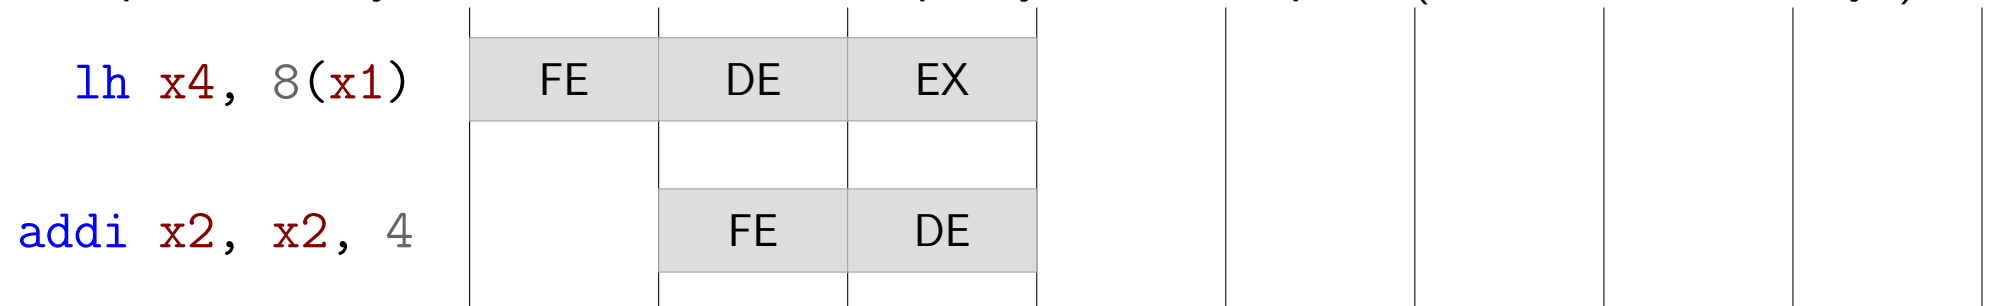 lh x4, 8(x1) FE DE EX
addi x2, x2, 4 FE DE